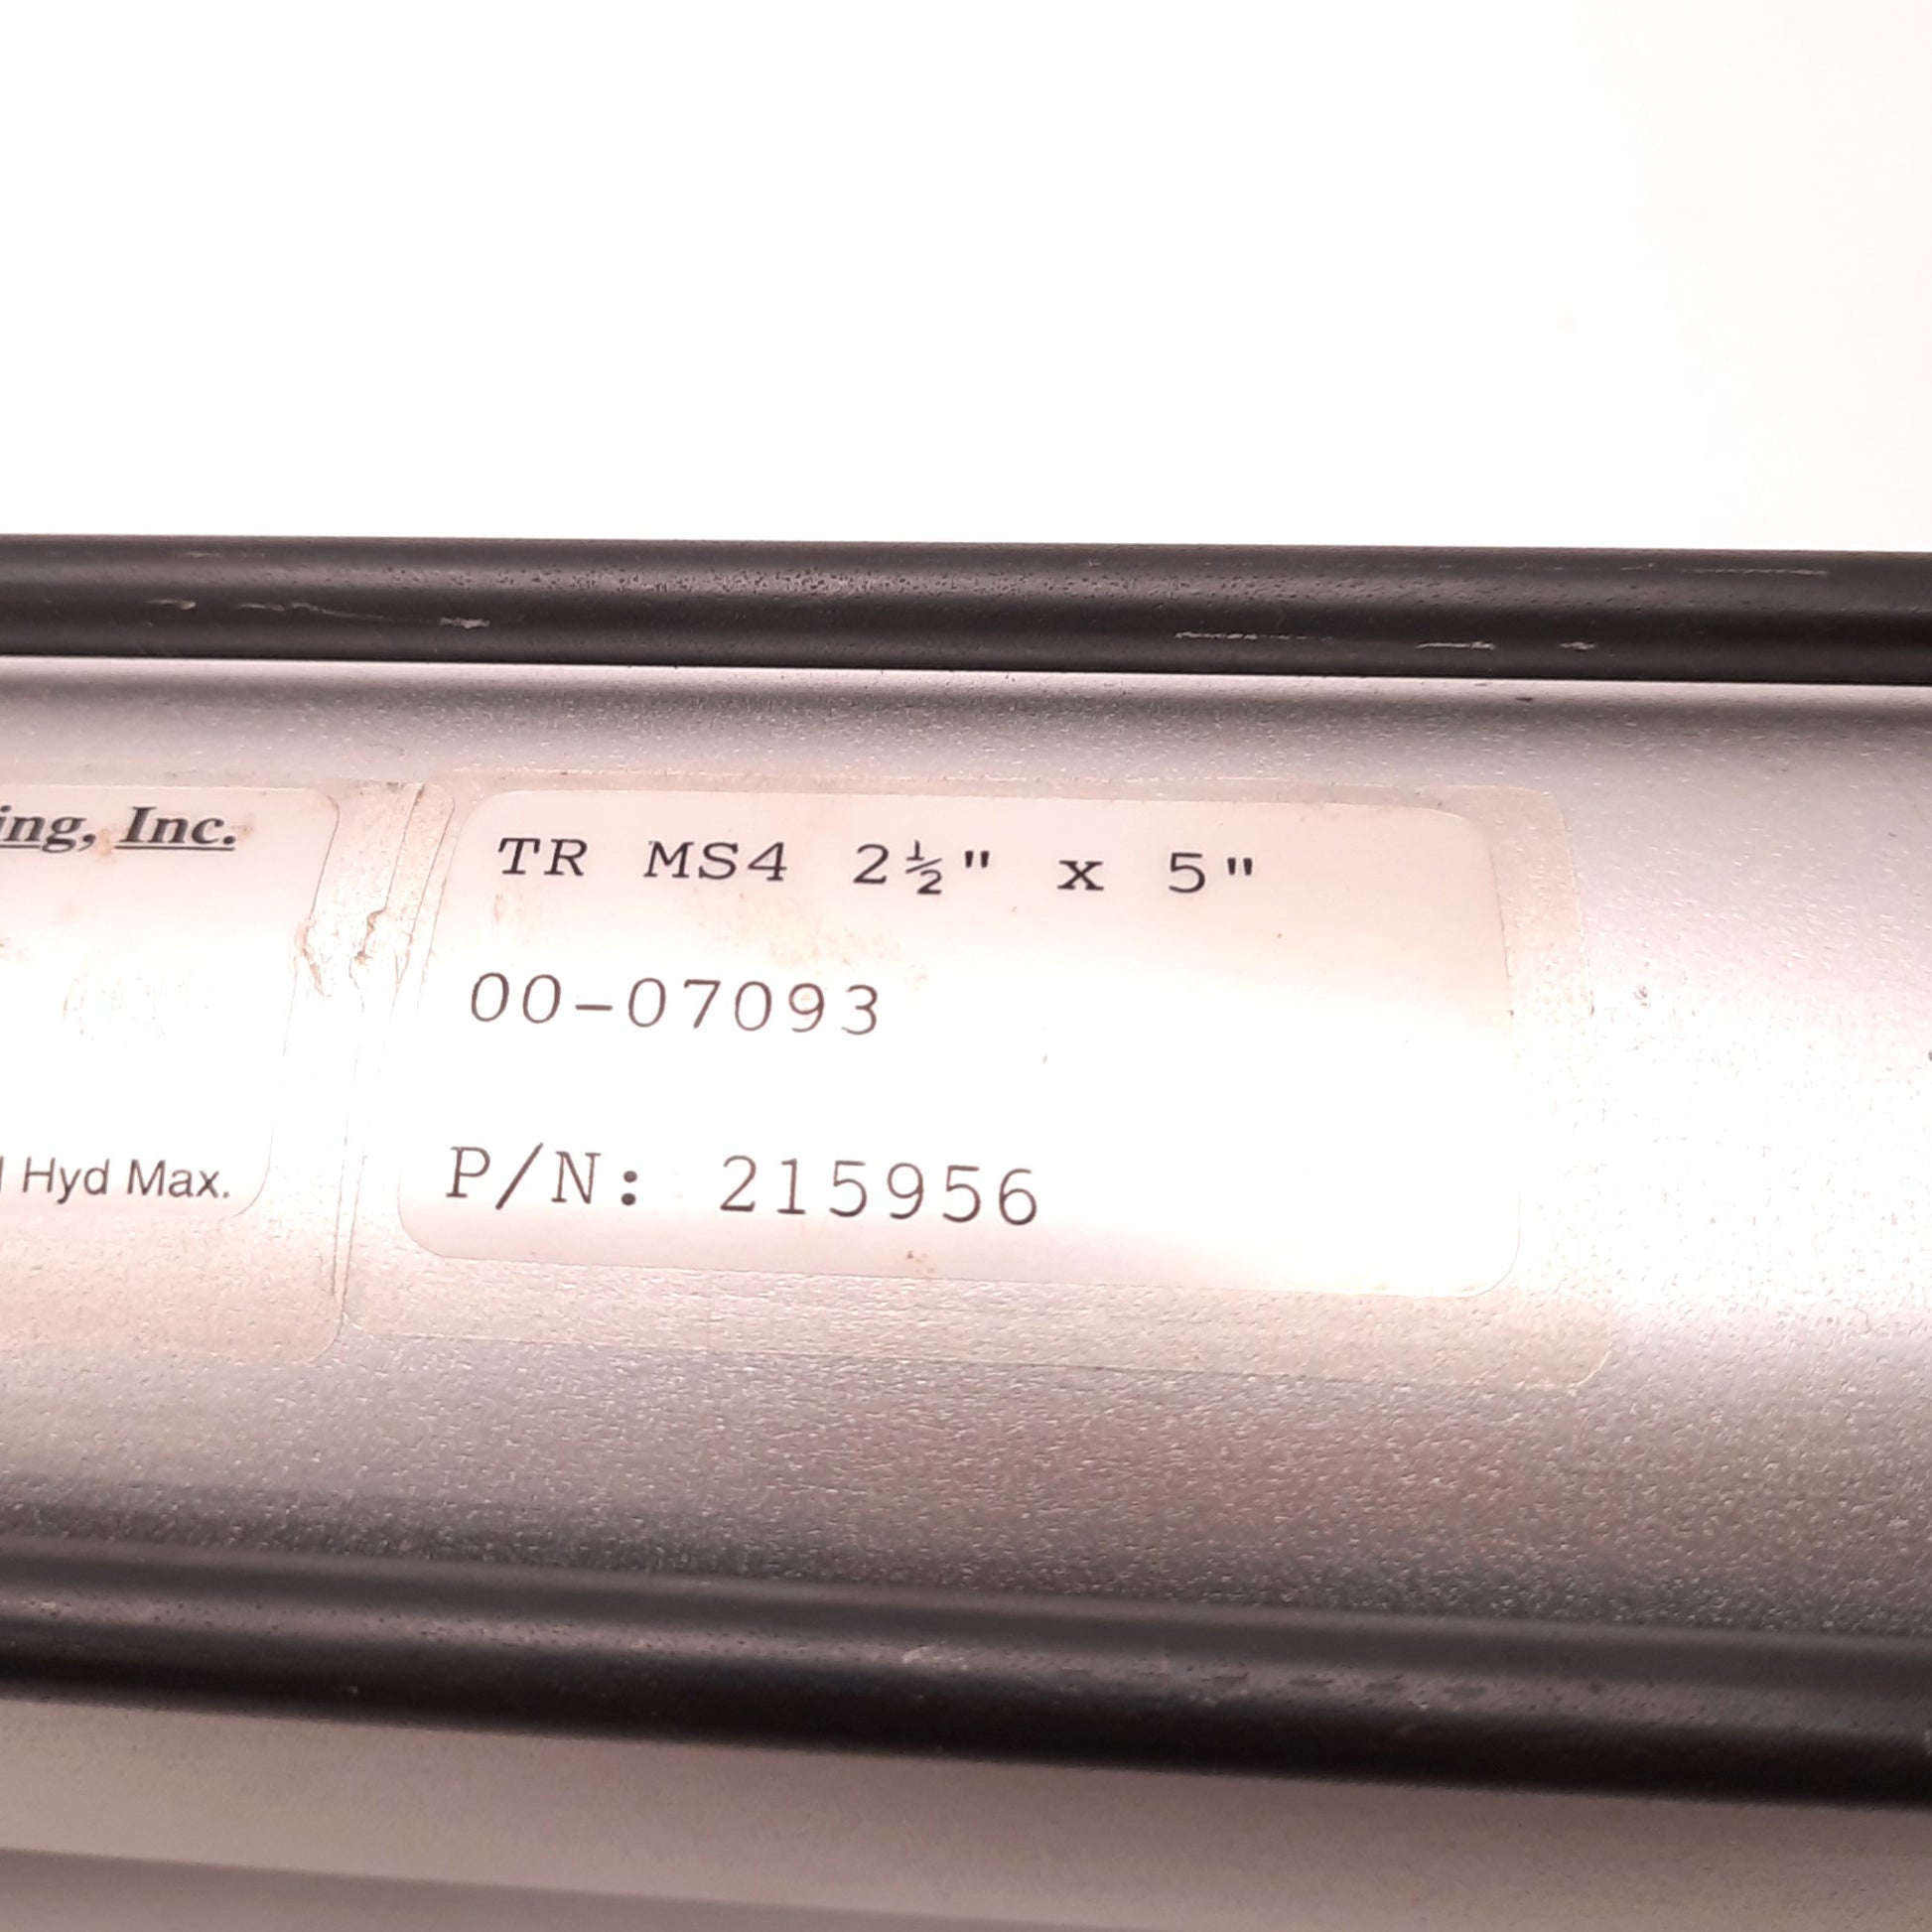 ing, Inc.
Hyd Max.
TR MS4 2½" x 5"
00-07093
P/N: 215956